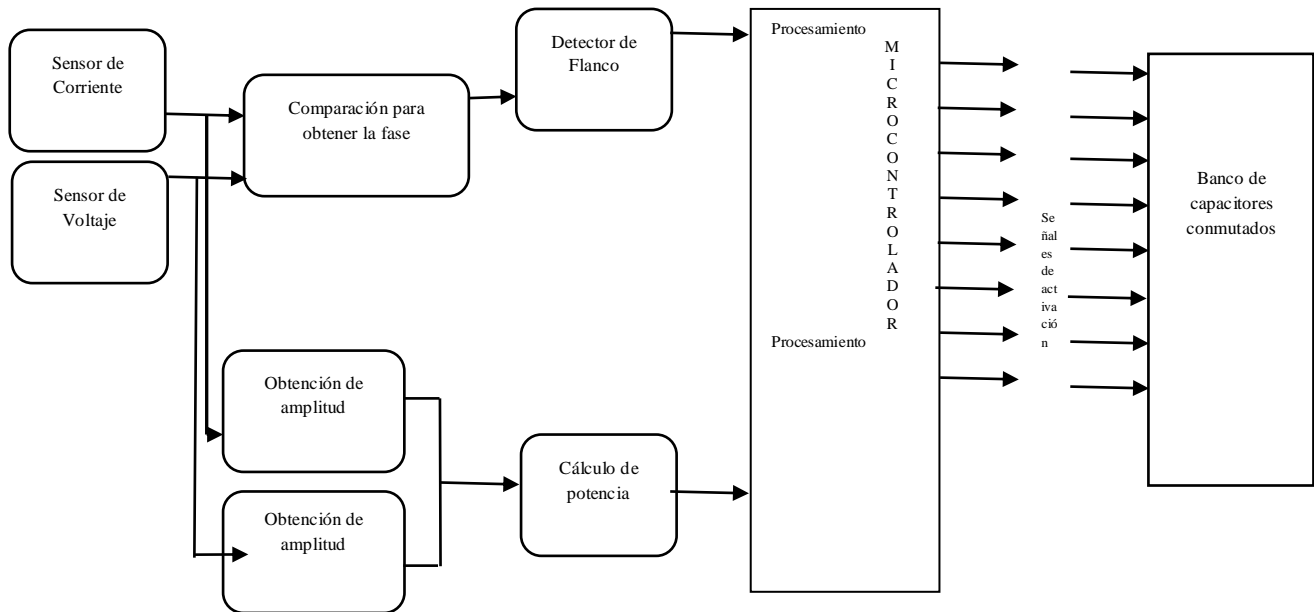 Sensor de
Corriente
Sensor de
Voltaje
Comparación para
obtener la fase
Detector de
Flanco
Obtención de
amplitud
Obtención de
amplitud
Cálculo de
potencia
Procesamiento
M
I
C
R
O
C
O
N
T
R
O
L
A
D
O
R
Procesamiento
Se
ñal
es
de
act
iva
ció
n
Banco de
capacitores
conmutados